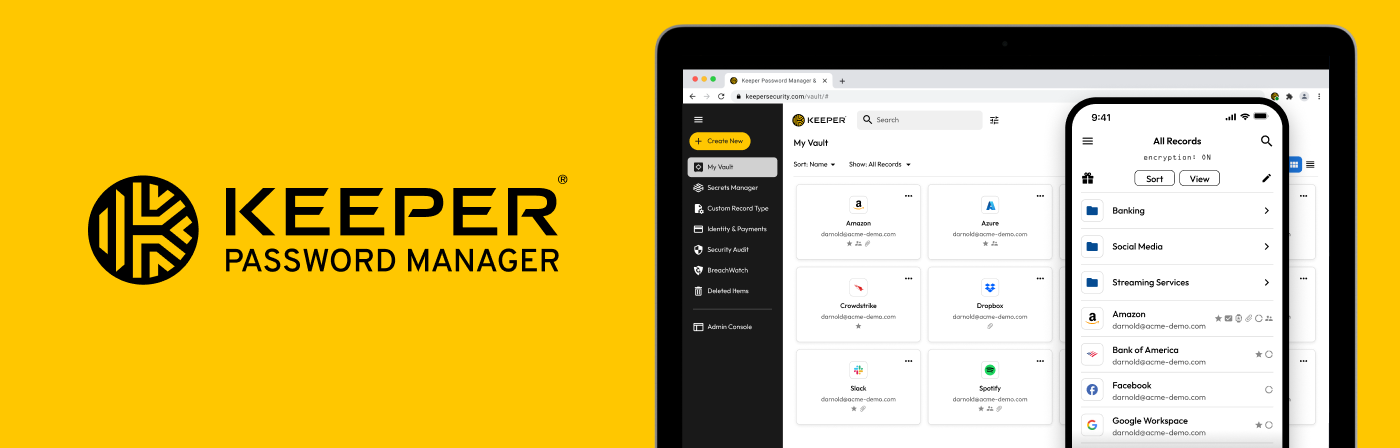 KEEPER®
PASSWORD MANAGER
Keeper Password Manager &
keepersecurity.com/vault/#
Create New
My Vault
Secrets Manager
Custom Record Type
Identity & Payments
Security Audit
BreachWatch
Deleted Items
Admin Console
KEEPER
Search
My Vault
Sort: Name
Show: All Records
Amazon
darnold@acme-demo.com
Azure
darnold@acme-demo.com
Crowdstrike
darnold@acme-demo.com
Dropbox
darnold@acme-demo.com
Slack
darnold@acme-demo.com
Spotify
darnold@acme-demo.com
9:41
All Records
encryption: ON
Sort
View
Banking
Social Media
Streaming Services
Amazon
darnold@acme-demo.com
Bank of America
darnold@acme-demo.com
Facebook
darnold@acme-demo.com
Google Workspace
darnold@acme-demo.com